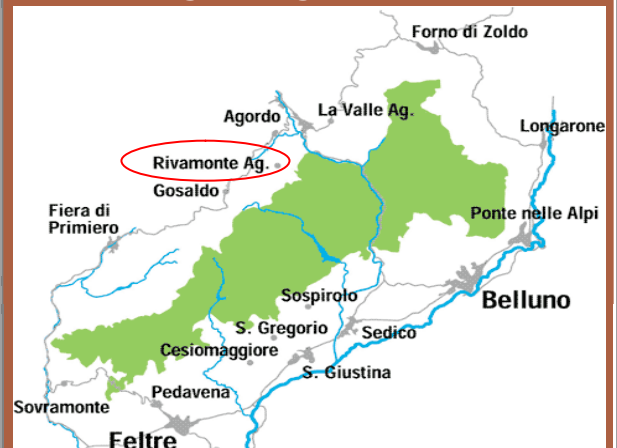 Forno di Zoldo
La Valle Ag.
Agordo
Longarone
Rivamonte Ag.
Gosaldo
Fiera di
Primiero
Ponte nelle Alpi
Belluno
Sospirolo
S. Gregorio
Sedico
Cesiomaggiore
S. Giustina
Pedavena
Sovramonte
Feltre